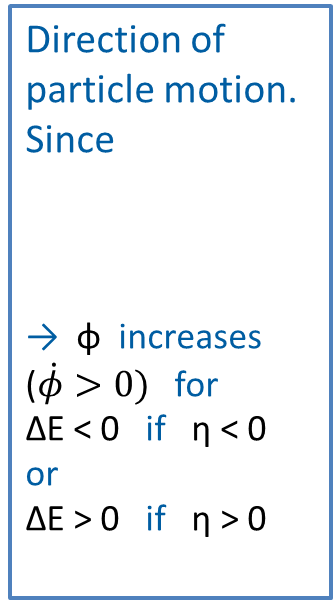 Direction of
particle motion.
Since
→ ϕ increases
(ϕ̇ > 0) for
ΔE < 0 if η < 0
or
ΔE > 0 if η > 0